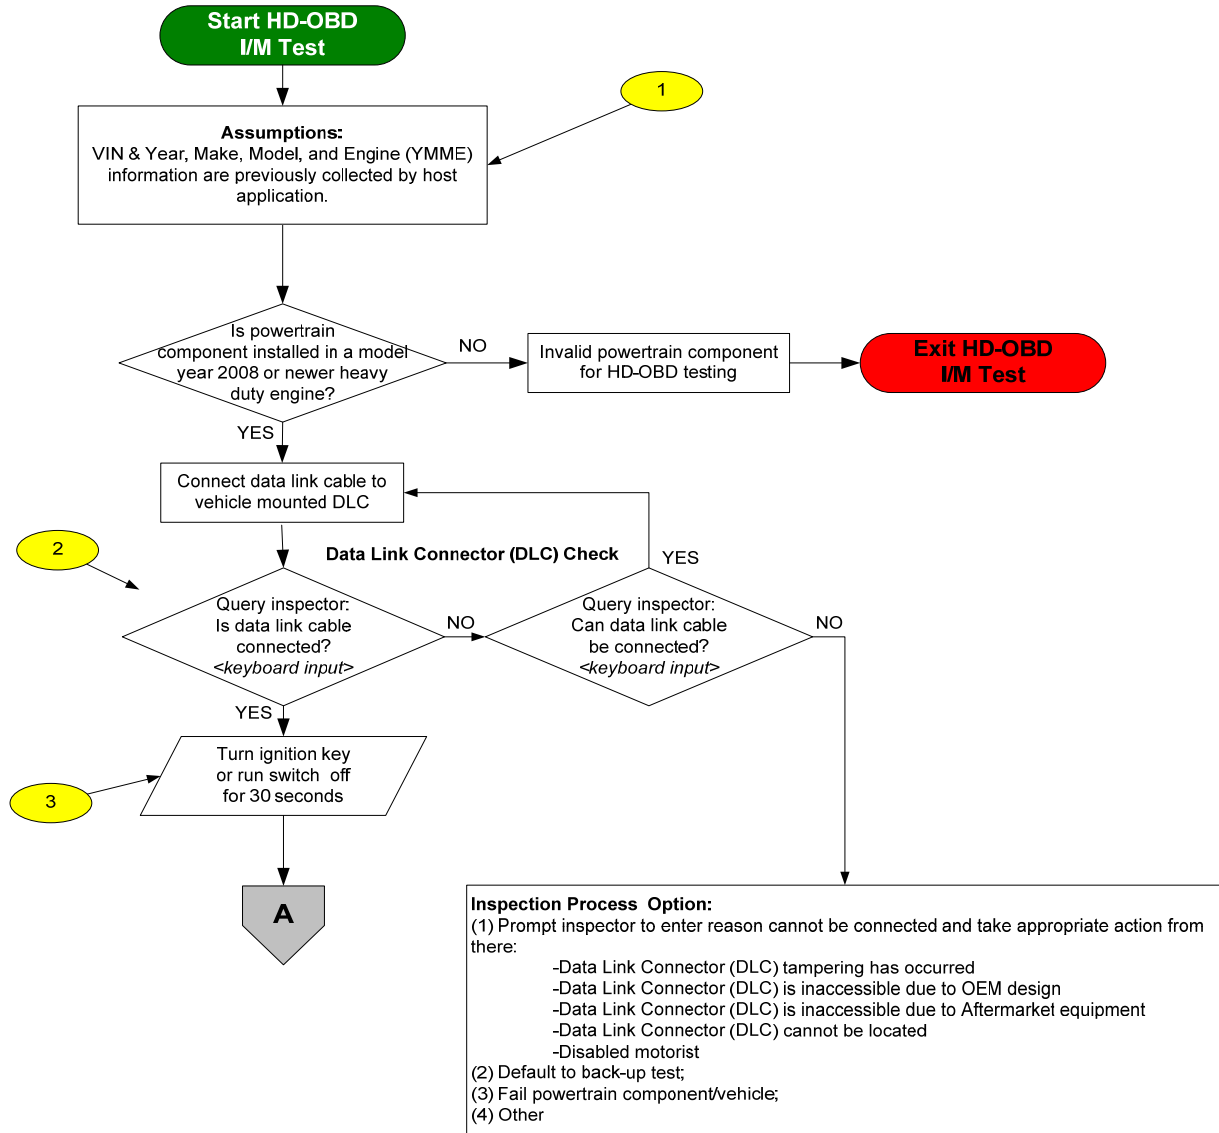 Start HD-OBD
I/M Test
1
Assumptions:
VIN & Year, Make, Model, and Engine (YMME)
information are previously collected by host
application.
Is powertrain
component installed in a model
year 2008 or newer heavy
duty engine?
NO
Invalid powertrain component
for HD-OBD testing
Exit HD-OBD
I/M Test
YES
Connect data link cable to
vehicle mounted DLC
2
Data Link Connector (DLC) Check
YES
Query inspector:
Is data link cable
connected?
<keyboard input>
NO
Query inspector:
Can data link cable
be connected?
<keyboard input>
NO
YES
Turn ignition key
or run switch off
for 30 seconds
3
A
Inspection Process Option:
(1) Prompt inspector to enter reason cannot be connected and take appropriate action from
there:
-Data Link Connector (DLC) tampering has occurred
-Data Link Connector (DLC) is inaccessible due to OEM design
-Data Link Connector (DLC) is inaccessible due to Aftermarket equipment
-Data Link Connector (DLC) cannot be located
-Disabled motorist
(2) Default to back-up test;
(3) Fail powertrain component/vehicle;
(4) Other